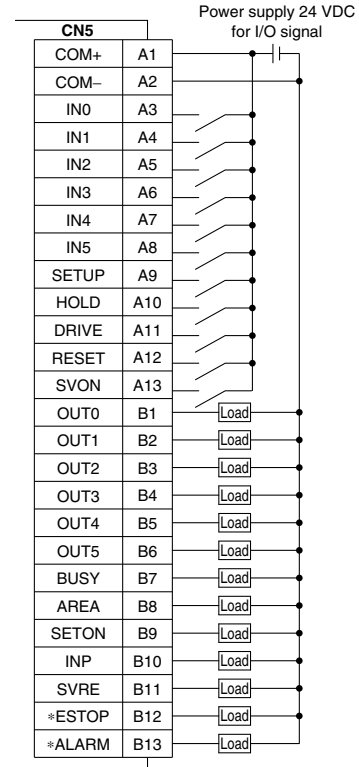 Power supply 24 VDC
for I/O signal
CN5
COM+ A1
COM− A2
IN0 A3
IN1 A4
IN2 A5
IN3 A6
IN4 A7
IN5 A8
SETUP A9
HOLD A10
DRIVE A11
RESET A12
SVON A13
OUT0 B1 Load
OUT1 B2 Load
OUT2 B3 Load
OUT3 B4 Load
OUT4 B5 Load
OUT5 B6 Load
BUSY B7 Load
AREA B8 Load
SETON B9 Load
INP B10 Load
SVRE B11 Load
∗ESTOP B12 Load
∗ALARM B13 Load